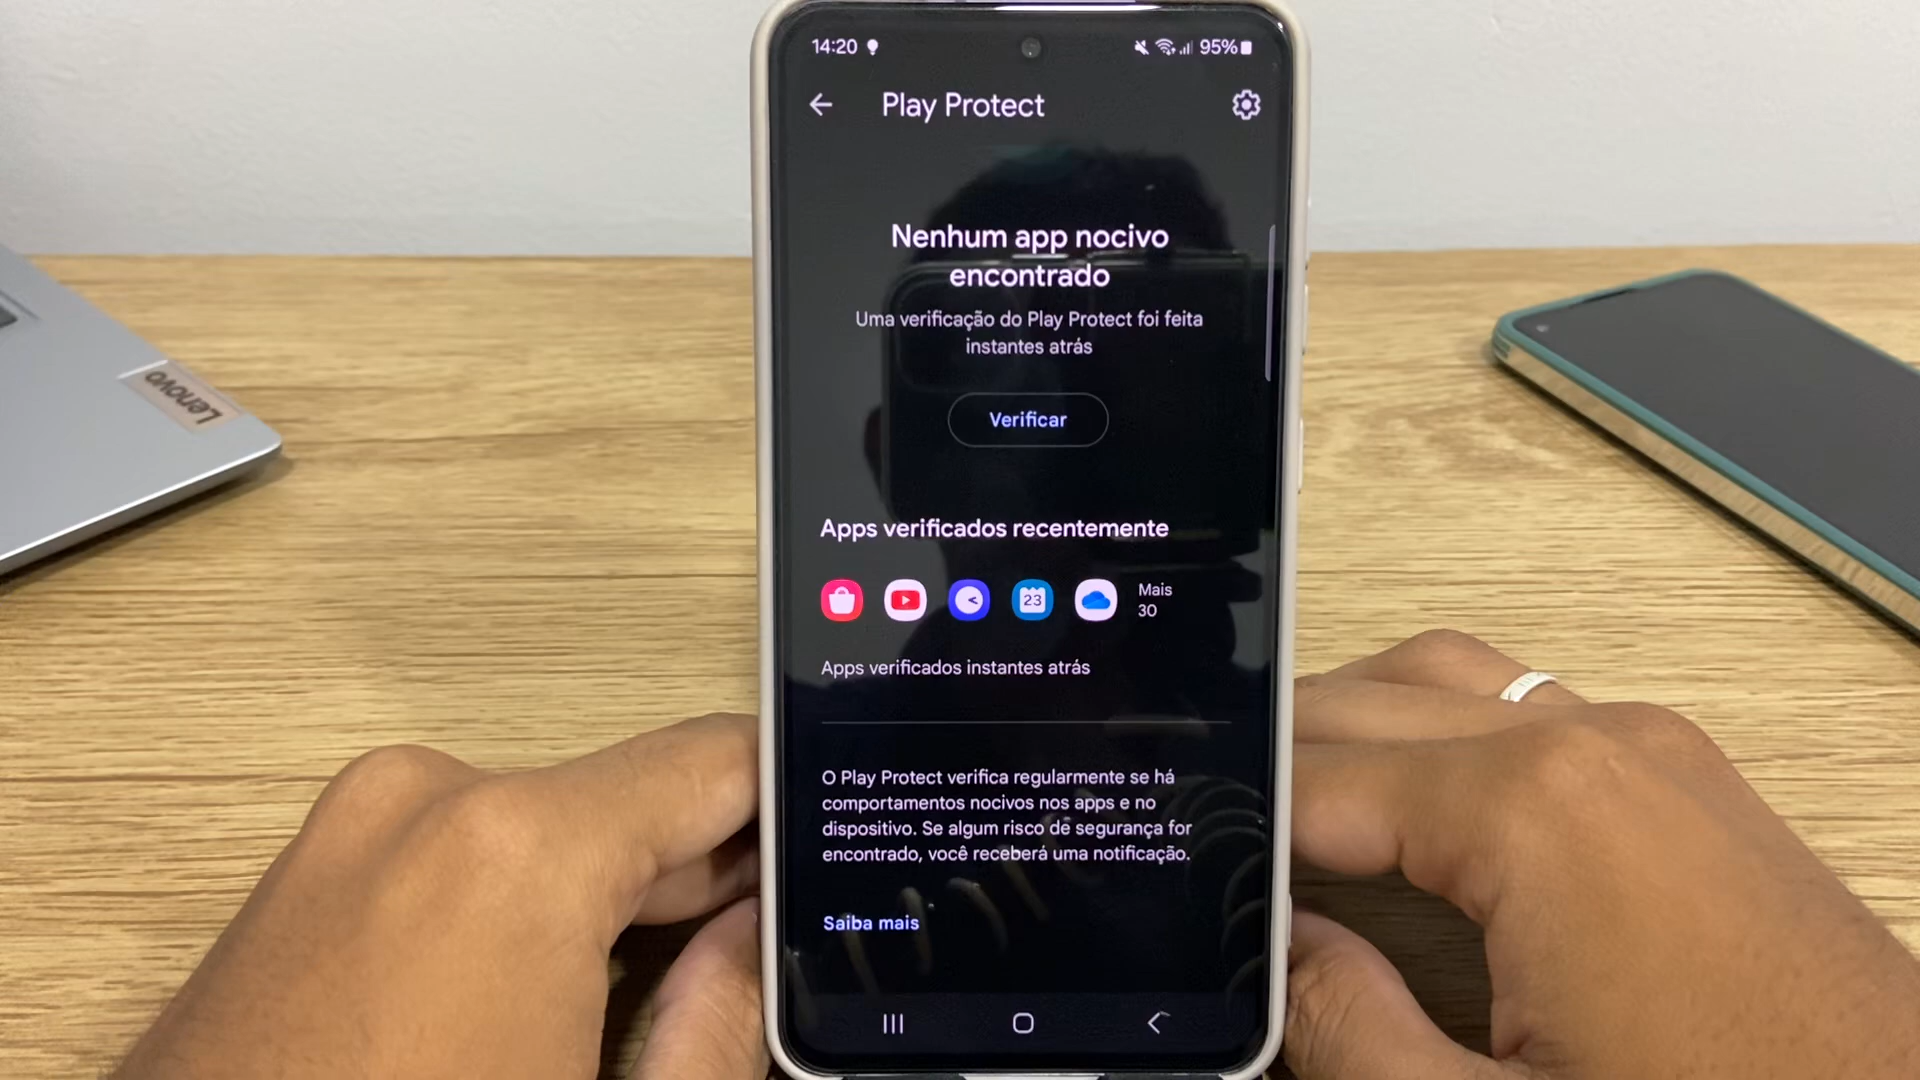 14:20
95%
Play Protect
Nenhum app nocivo
encontrado
Uma verificação do Play Protect foi feita
instantes atrás
Verificar
Apps verificados recentemente
23
Mais
30
Apps verificados instantes atrás
O Play Protect verifica regularmente se há
comportamentos nocivos nos apps e no
dispositivo. Se algum risco de segurança for
encontrado, você receberá uma notificação.
Saiba mais
Lenovo